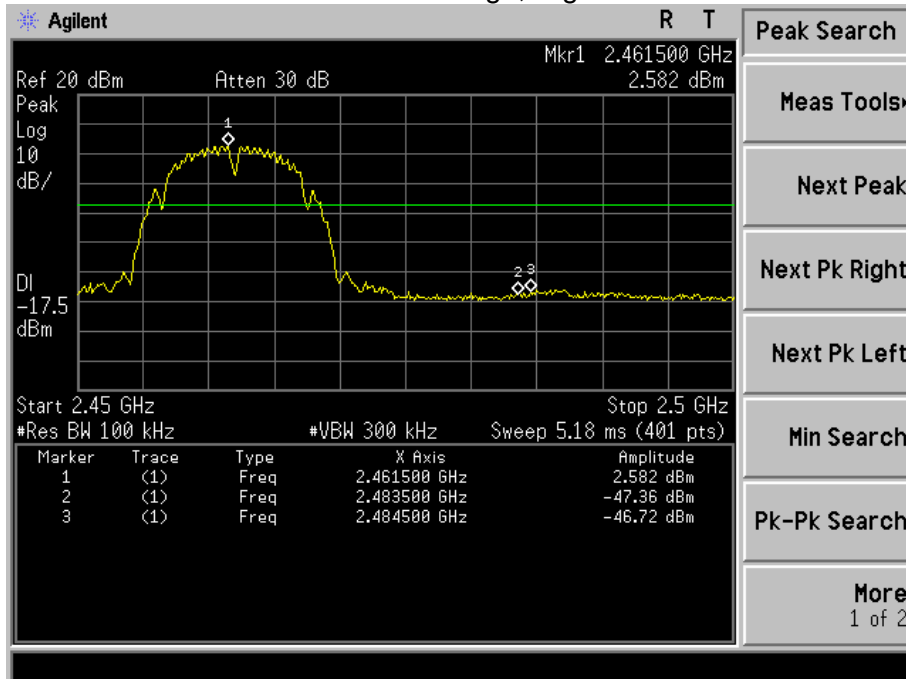 Agilent R T
Peak Search
Mkr1 2.461500 GHz
Ref 20 dBm Atten 30 dB 2.582 dBm
Peak
Log
10
dB/
1
2 3
DI
-17.5
dBm
Start 2.45 GHz Stop 2.5 GHz
#Res BW 100 kHz #VBW 300 kHz Sweep 5.18 ms (401 pts)
Marker Trace Type X Axis Amplitude
1 (1) Freq 2.461500 GHz 2.582 dBm
2 (1) Freq 2.483500 GHz -47.36 dBm
3 (1) Freq 2.484500 GHz -46.72 dBm
Meas Tools
Next Peak
Next Pk Right
Next Pk Left
Min Search
Pk-Pk Search
More
1 of 2